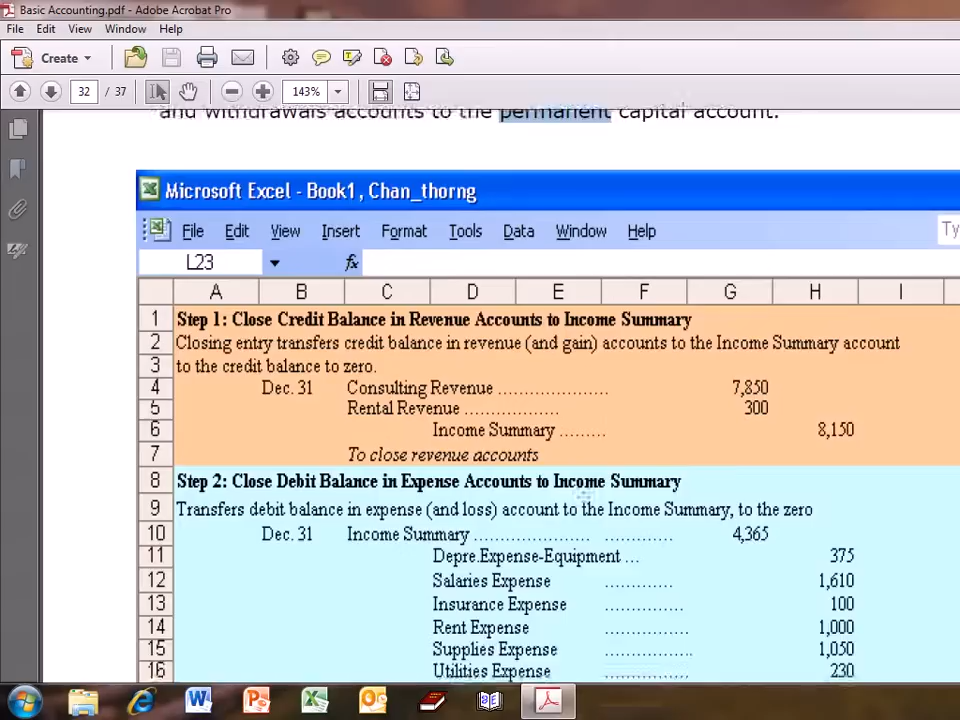 Basic Accounting.pdf - Adobe Acrobat Pro
File Edit View Window Help
Create
32 / 37 143%
and withdrawals accounts to the permanent capital account.
Microsoft Excel - Book1 , Chan_thorng
File Edit View Insert Format Tools Data Window Help Ty
L23 fx
A B C D E F G H I
1 Step 1: Close Credit Balance in Revenue Accounts to Income Summary
2 Closing entry transfers credit balance in revenue (and gain) accounts to the Income Summary account
3 to the credit balance to zero.
4 Dec. 31 Consulting Revenue ........................ 7,850
5 Rental Revenue .................... 300
6 Income Summary ......... 8,150
7 To close revenue accounts
8 Step 2: Close Debit Balance in Expense Accounts to Income Summary
9 Transfers debit balance in expense (and loss) account to the Income Summary, to the zero
10 Dec. 31 Income Summary ......................... .............. 4,365
11 Depre.Expense-Equipment ... 375
12 Salaries Expense .............. 1,610
13 Insurance Expense ................ 100
14 Rent Expense ................. 1,000
15 Supplies Expense .................. 1,050
16 Utilities Expense ................. 230